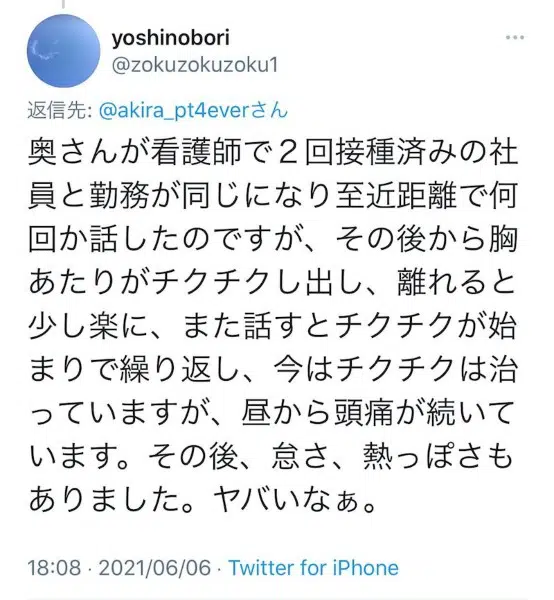 yoshinobori
@zokuzokuzoku1
返信先: @akira_pt4everさん
奥さんが看護師で２回接種済みの社
員と勤務が同じになり至近距離で何
回か話したのですが、その後から胸
あたりがチクチクし出し、離れると
少し楽に、また話すとチクチクが始
まりで繰り返し、今はチクチクは治
っていますが、昼から頭痛が続いて
います。その後、怠さ、熱っぽさも
ありました。ヤバいなぁ。
18:08 · 2021/06/06 · Twitter for iPhone